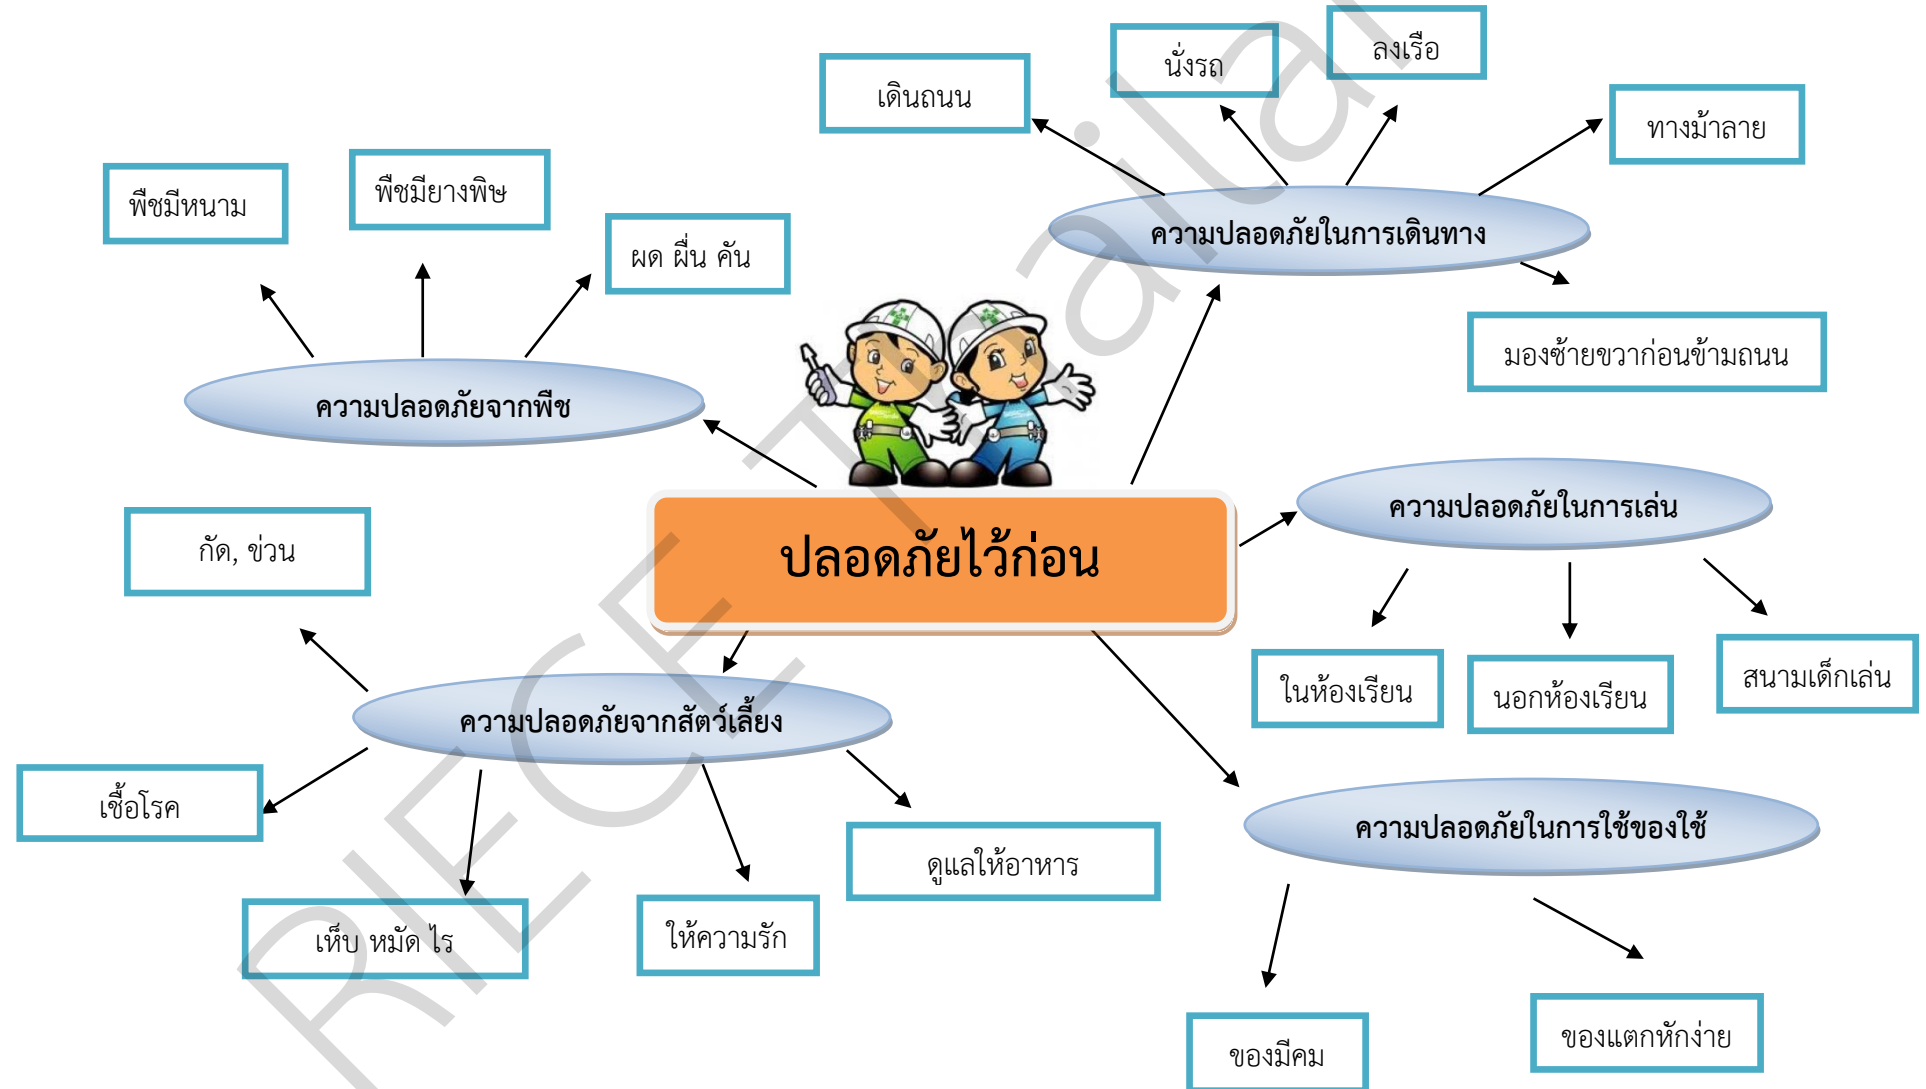 ลงเรือ
นั่งรถ
เดินถนน
ทางม้าลาย
พืชมีหนาม
พืชมียางพิษ
ผด ผื่น คัน
ความปลอดภัยในการเดินทาง
มองซ้ายขวาก่อนข้ามถนน
ความปลอดภัยจากพืช
ความปลอดภัยในการเล่น
กัด, ข่วน
ปลอดภัยไว้ก่อน
ในห้องเรียน
นอกห้องเรียน
สนามเด็กเล่น
ความปลอดภัยจากสัตว์เลี้ยง
เชื้อโรค
ความปลอดภัยในการใช้ของใช้
ดูแลให้อาหาร
เห็บ หมัด ไร
ให้ความรัก
ของมีคม
ของแตกหักง่าย
RIECE Thailan